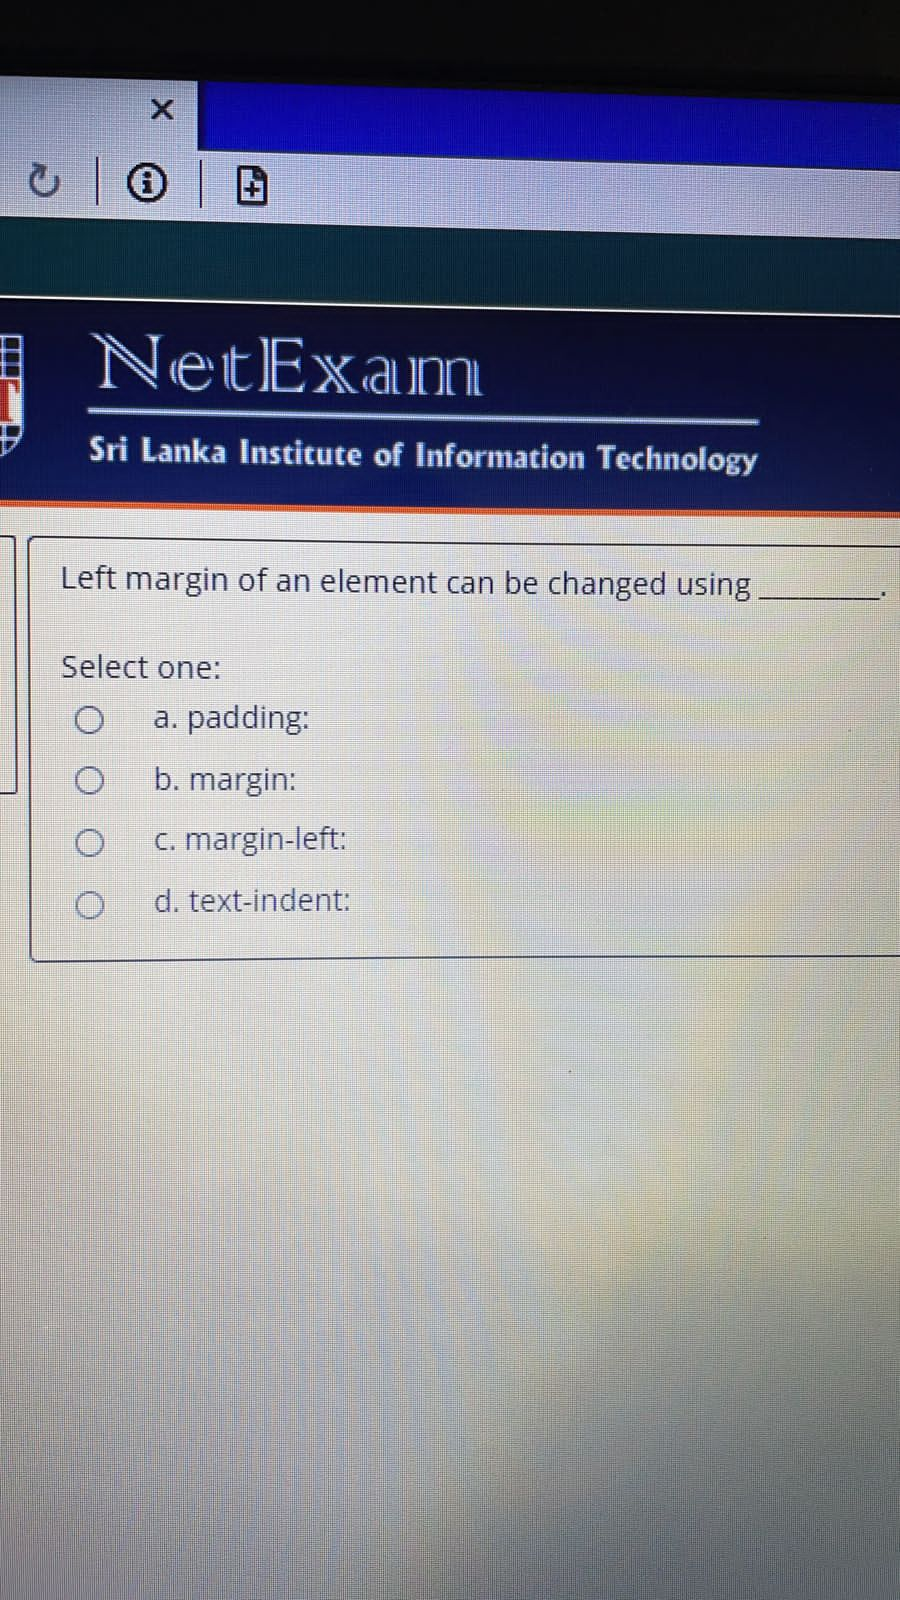 NetExam
Sri Lanka Institute of Information Technology
Left margin of an element can be changed using ________.
Select one:
a. padding:
b. margin:
c. margin-left:
d. text-indent: